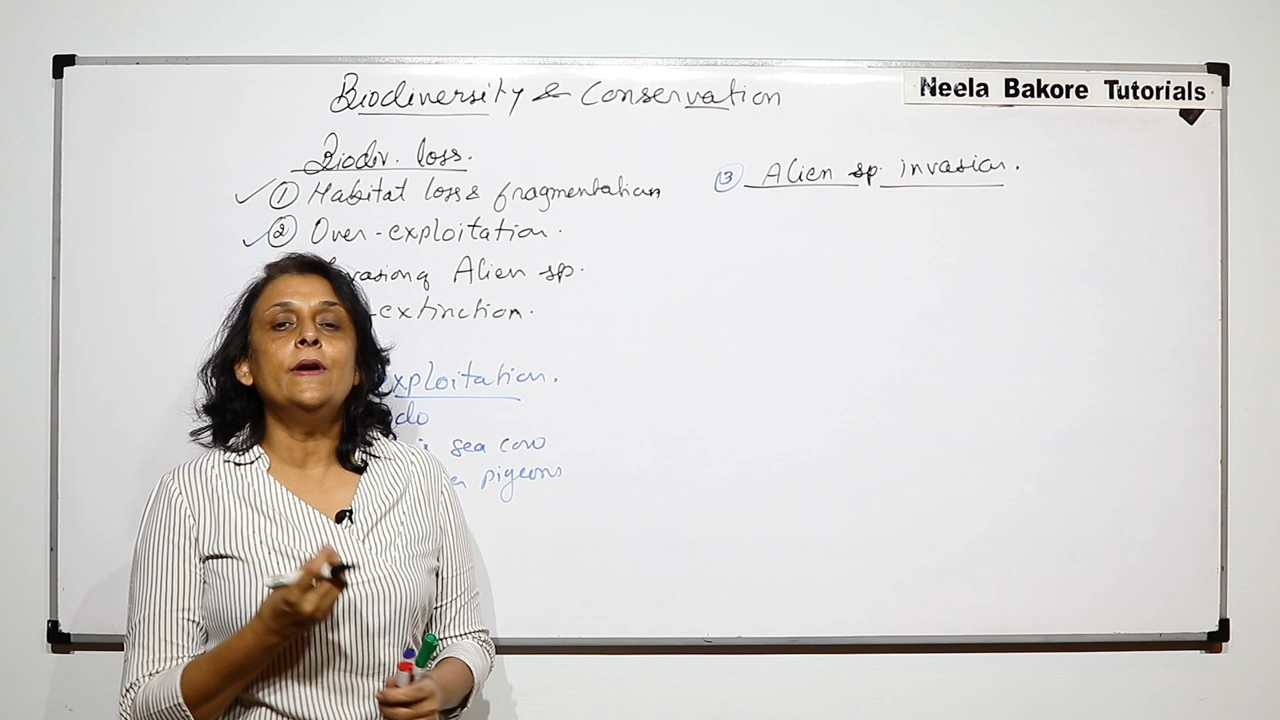 Biodiversity & Conservation
Neela Bakore Tutorials
Biodiv. loss.
① Habitat loss & fragmentation
② Over-exploitation.
Alien sp.
extinction.
exploitation.
sea cow
pigeons
③ Alien sp. invasion.